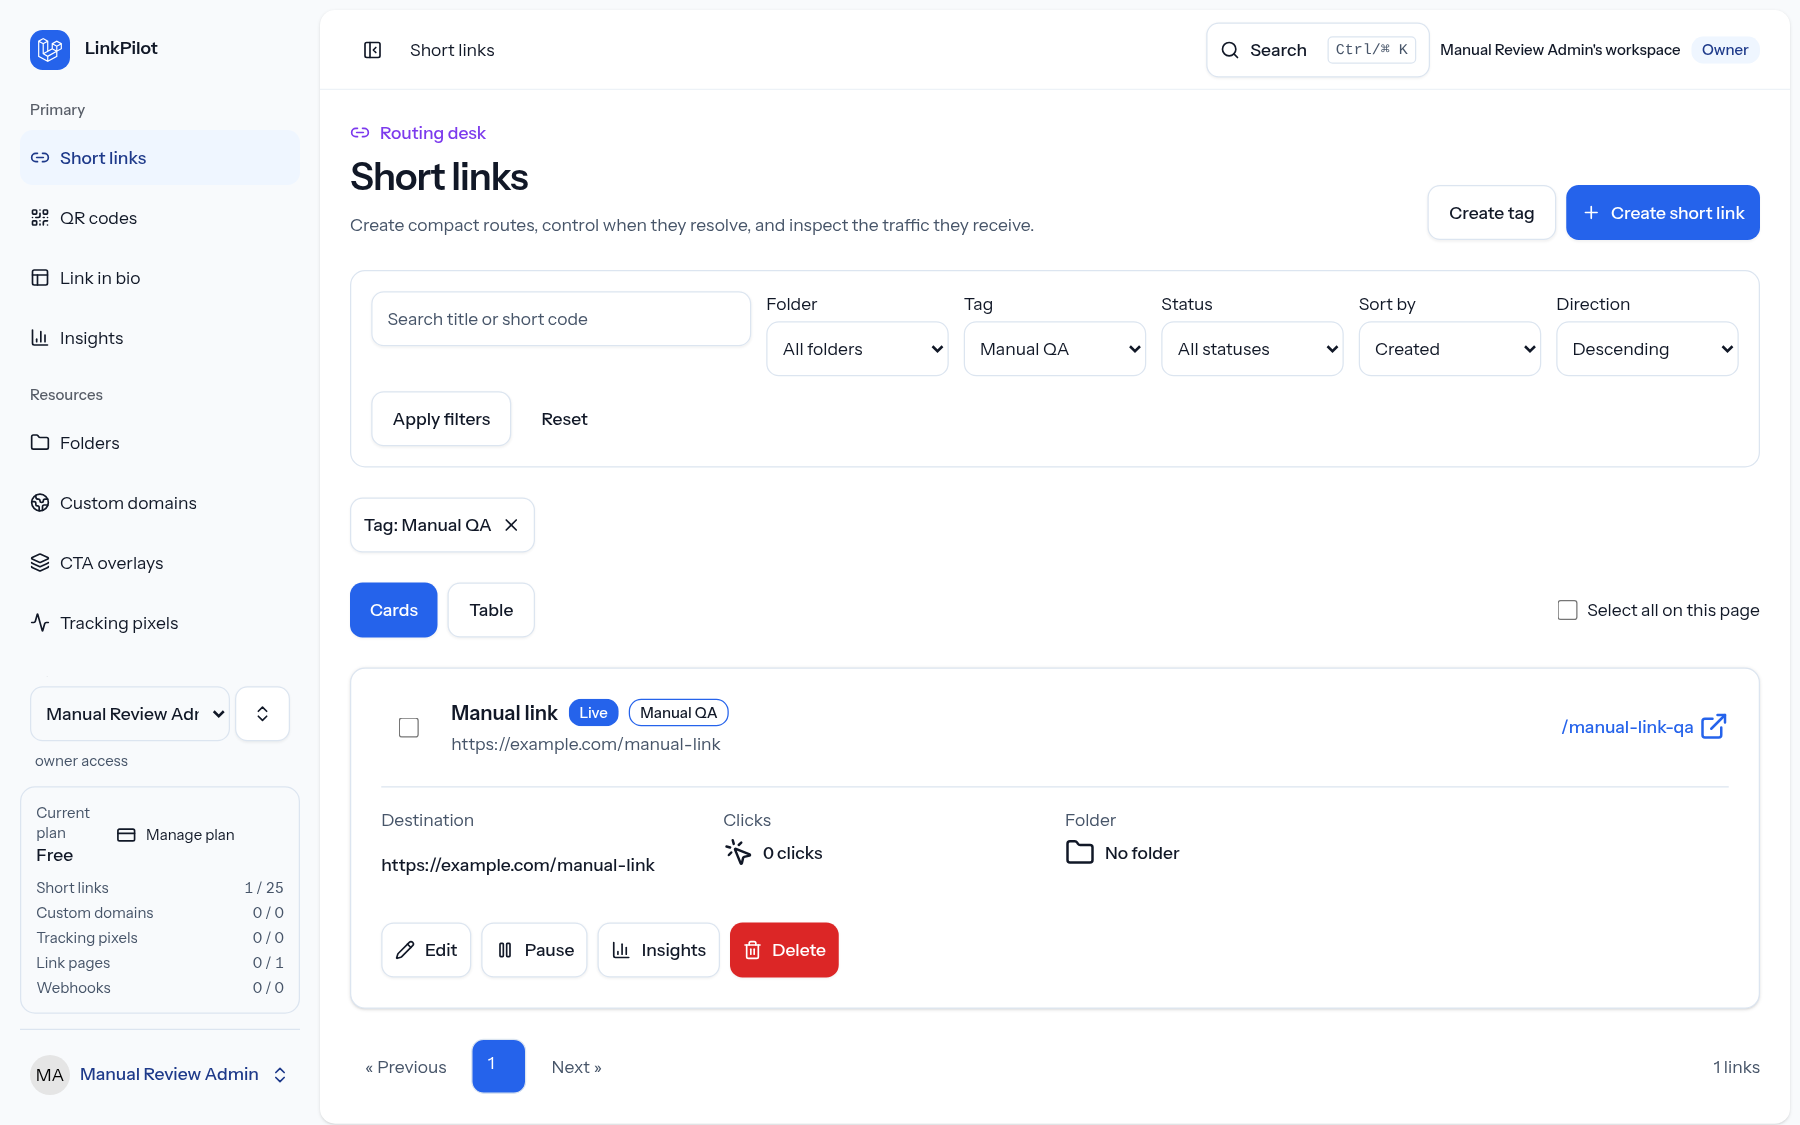 LinkPilot
Primary
Short links
QR codes
Link in bio
Insights
Resources
Folders
Custom domains
CTA overlays
Tracking pixels
Manual Review Adr
owner access
Current plan
Free
Manage plan
Short links 1 / 25
Custom domains 0 / 0
Tracking pixels 0 / 0
Link pages 0 / 1
Webhooks 0 / 0
MA Manual Review Admin
Short links
Search Ctrl/⌘ K
Manual Review Admin's workspace Owner
Routing desk
Short links
Create compact routes, control when they resolve, and inspect the traffic they receive.
Create tag
+ Create short link
Search title or short code
Folder
All folders
Tag
Manual QA
Status
All statuses
Sort by
Created
Direction
Descending
Apply filters
Reset
Tag: Manual QA
Cards
Table
Select all on this page
Manual link Live Manual QA
https://example.com/manual-link
/manual-link-qa
Destination
https://example.com/manual-link
Clicks
0 clicks
Folder
No folder
Edit
Pause
Insights
Delete
« Previous 1 Next »
1 links